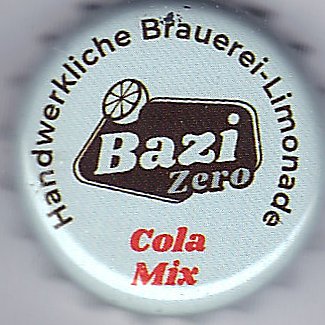 Handwerkliche Brauerei-Limonade
Bazi
Zero
Cola
Mix